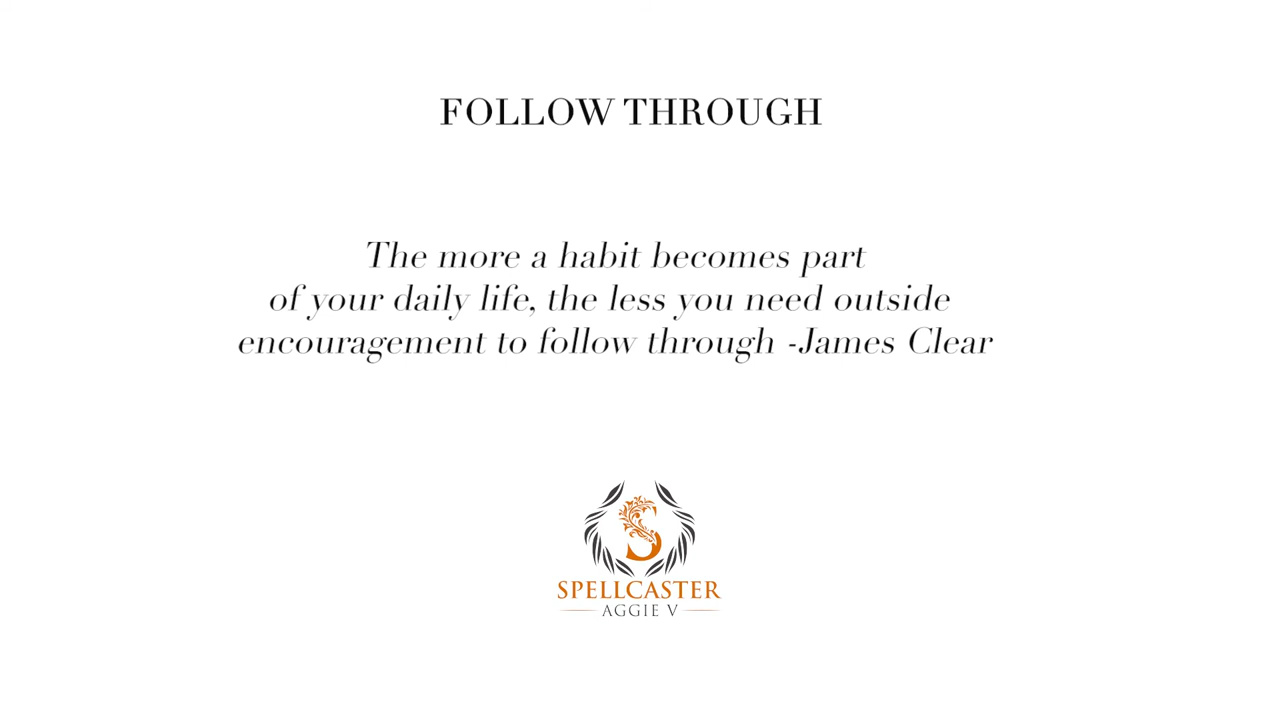 FOLLOW THROUGH
The more a habit becomes part
of your daily life, the less you need outside
encouragement to follow through -James Clear
S
SPELLCASTER
AGGIE V